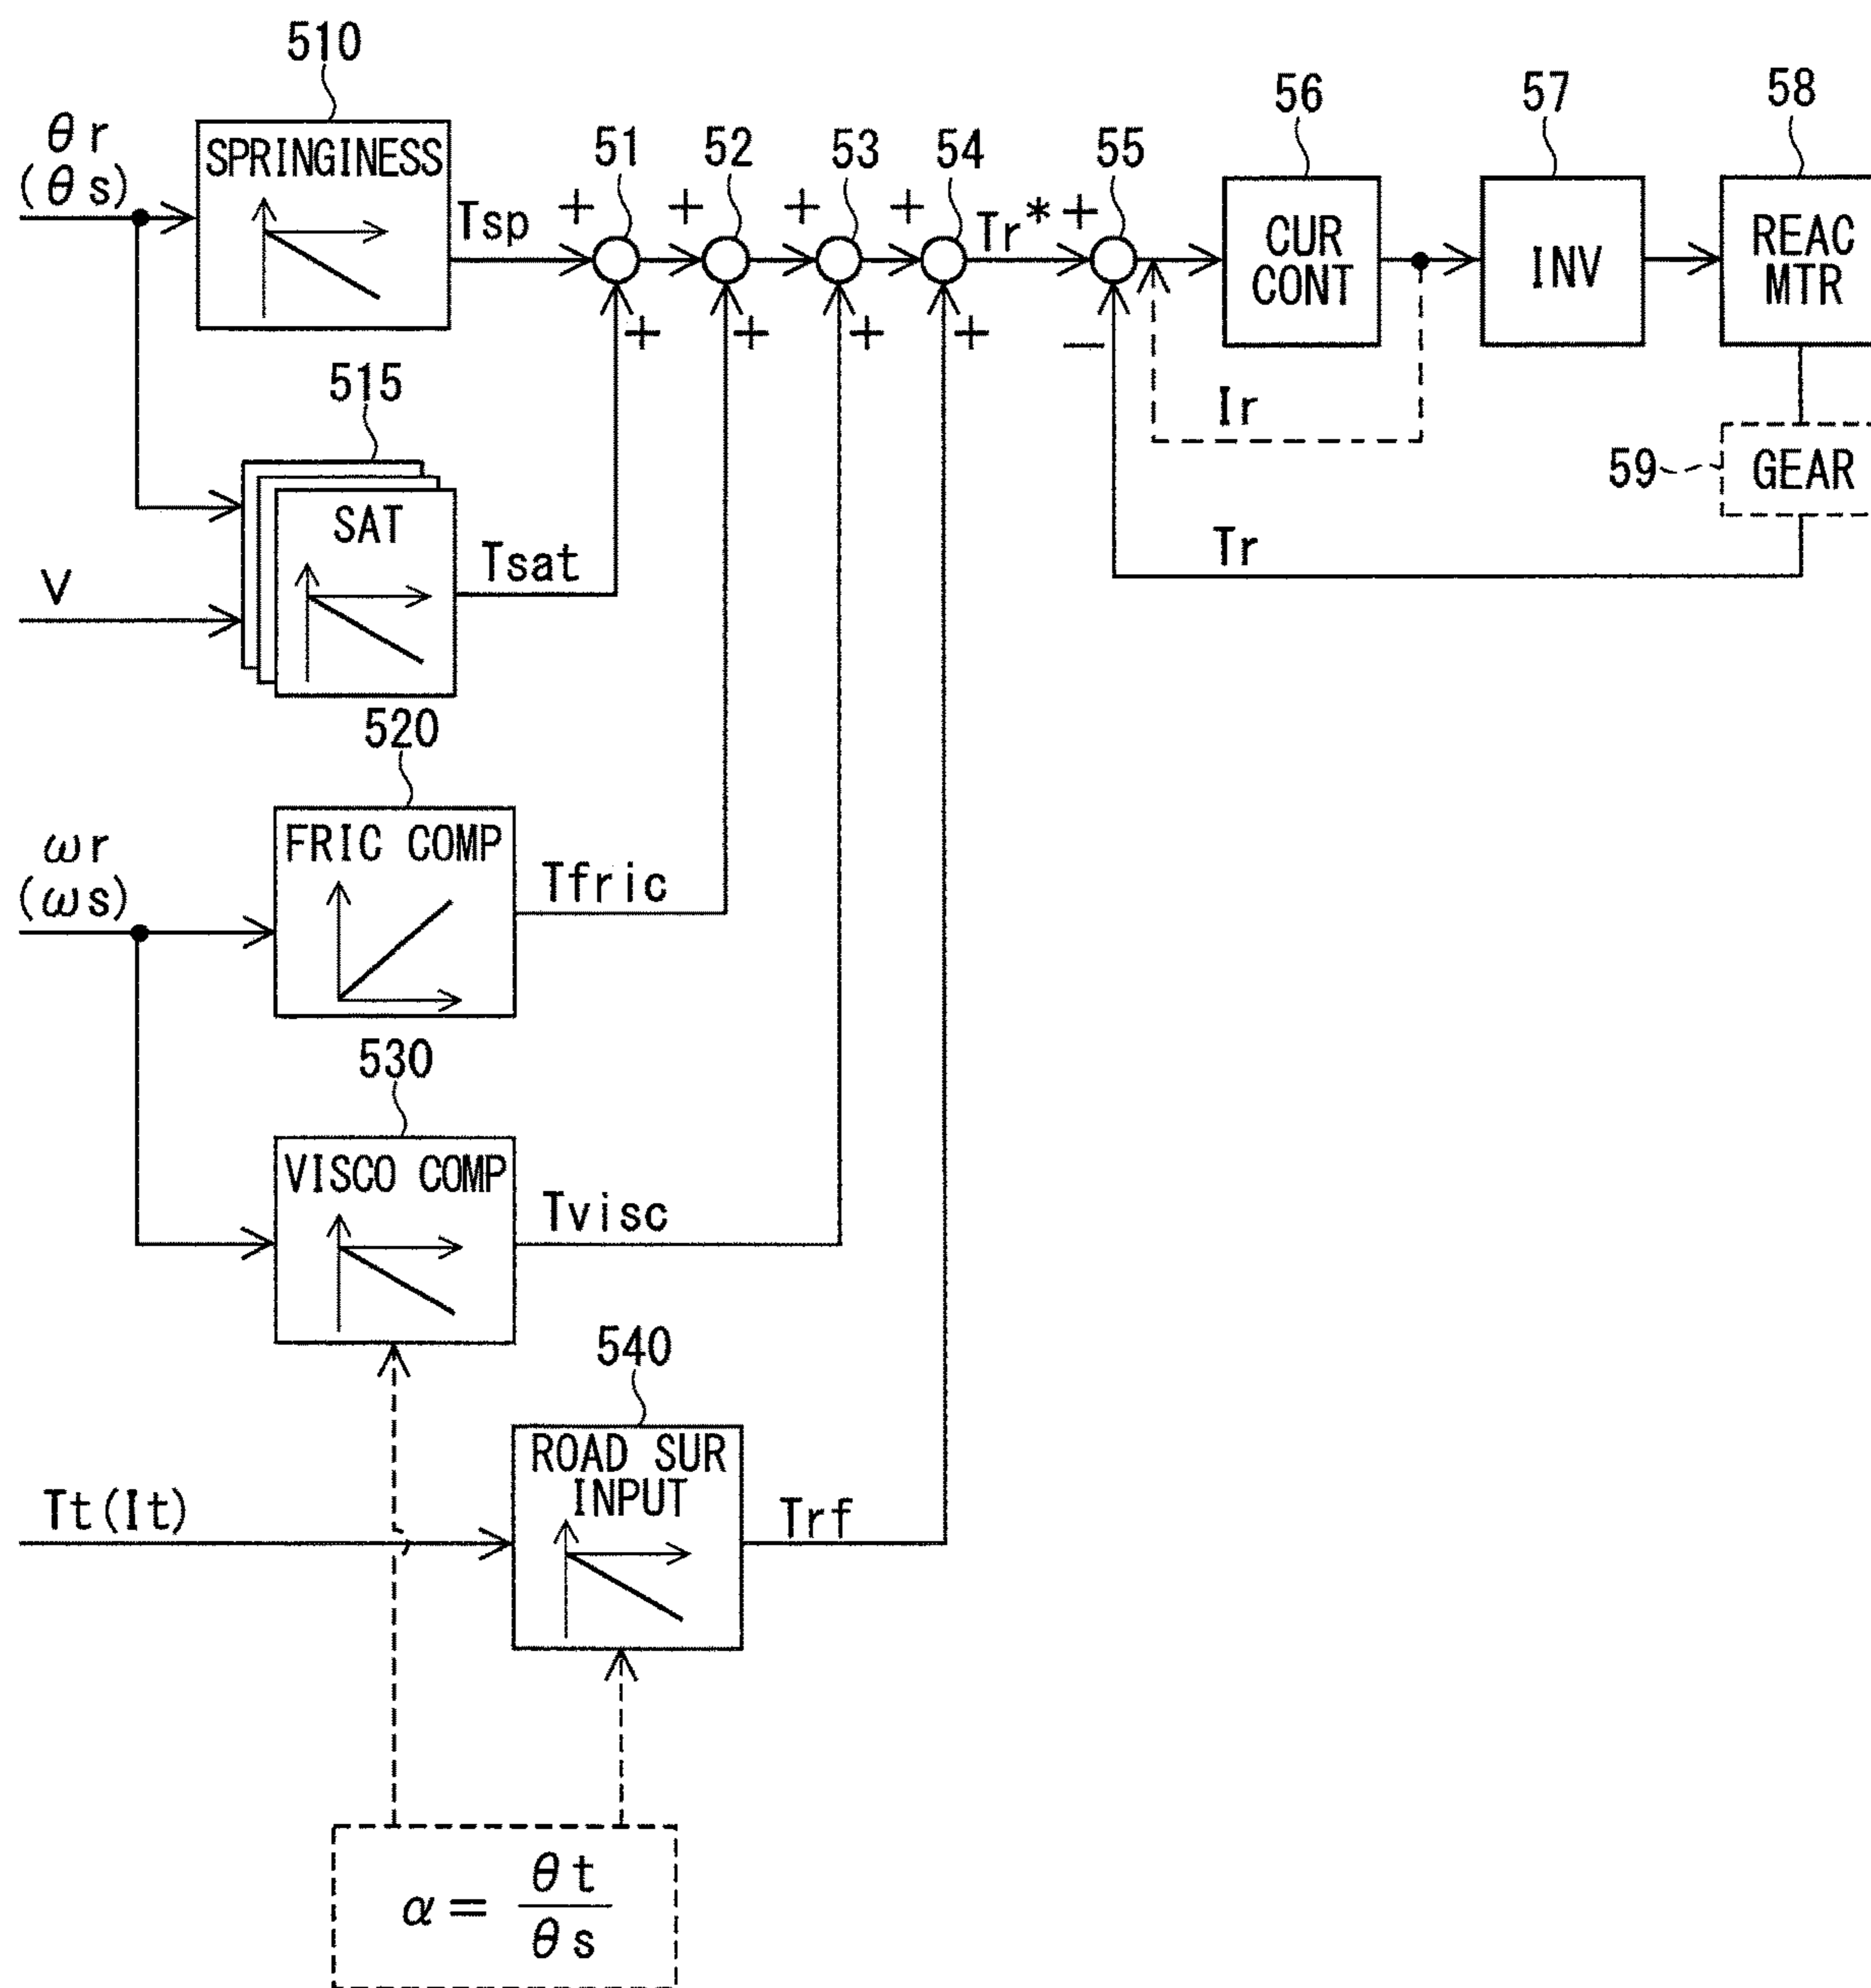 510
θr
(θs)
SPRINGINESS
Tsp
+
51
+
52
+
53
+
54
Tr*
+
55
56
CUR
CONT
57
INV
58
REAC
MTR
+
+
+
+
−
Ir
59
GEAR
Tr
515
SAT
V
Tsat
520
ωr
(ωs)
FRIC COMP
Tfric
530
VISCO COMP
Tvisc
540
Tt(It)
ROAD SUR
INPUT
Trf
α = θt
θs